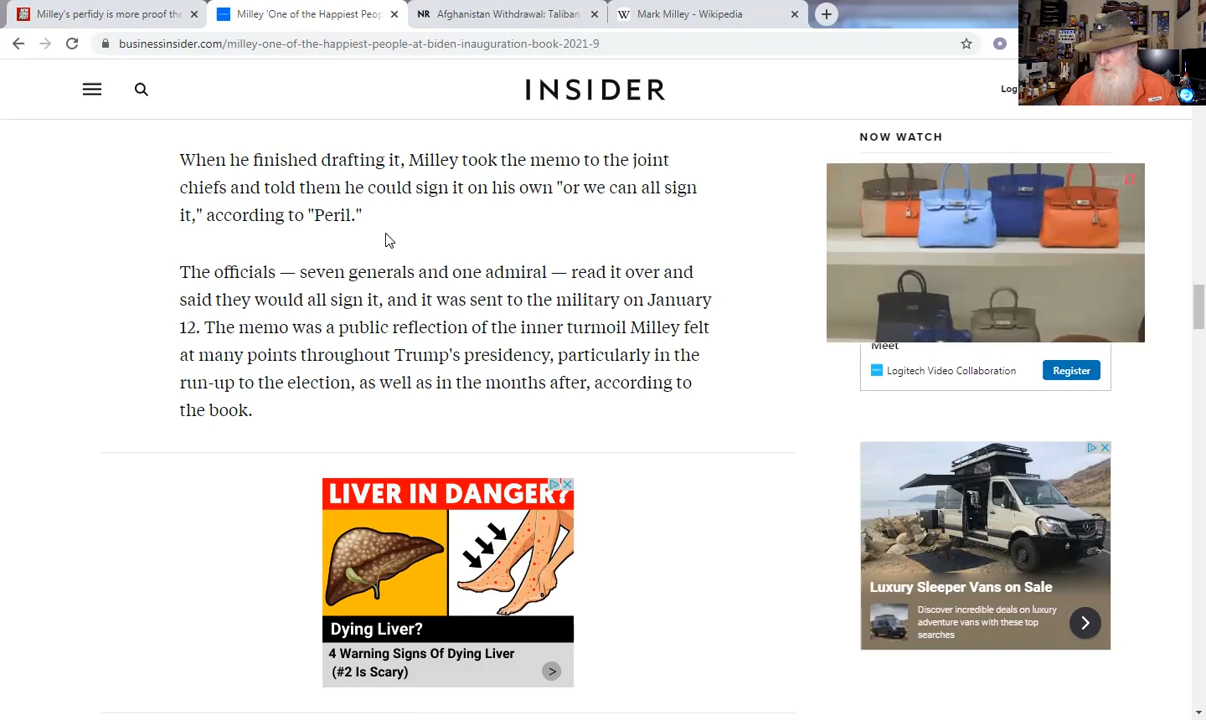 Milley's perfidy is more proof the
Milley 'One of the Happiest Peop
Afghanistan Withdrawal: Taliban
Mark Milley - Wikipedia
businessinsider.com/milley-one-of-the-happiest-people-at-biden-inauguration-book-2021-9
INSIDER
Log
When he finished drafting it, Milley took the memo to the joint
chiefs and told them he could sign it on his own "or we can all sign
it," according to "Peril."
The officials — seven generals and one admiral — read it over and
said they would all sign it, and it was sent to the military on January
12. The memo was a public reflection of the inner turmoil Milley felt
at many points throughout Trump's presidency, particularly in the
run-up to the election, as well as in the months after, according to
the book.
LIVER IN DANGER?
Dying Liver?
4 Warning Signs Of Dying Liver
(#2 Is Scary)
NOW WATCH
Meet
Logitech Video Collaboration
Register
Luxury Sleeper Vans on Sale
Discover incredible deals on luxury
adventure vans with these top
searches